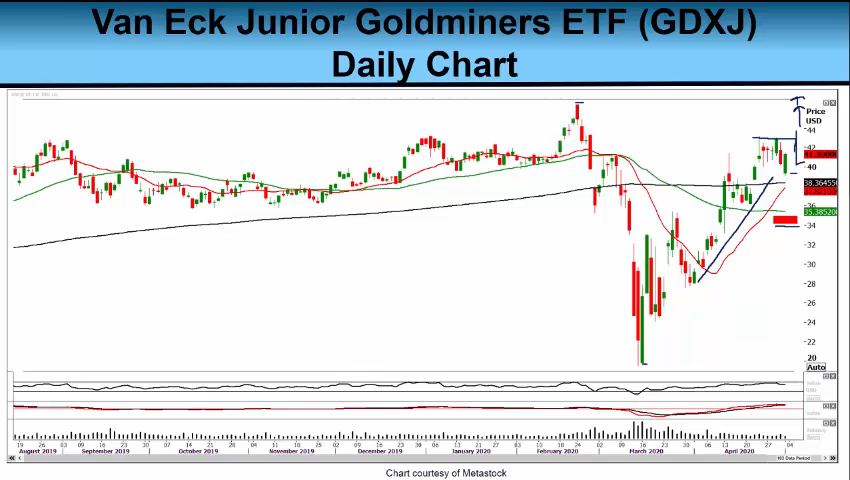 Van Eck Junior Goldminers ETF (GDXJ)
Daily Chart
Price
USD
44
42
40
38.364550
36
35.385200
34
32
30
28
26
24
22
20
Auto
19 26 03 09 16 23 02 07 14 21 28 04 11 18 25 02 09 16 23 02 06 13 21 27 03 10 18 24 02 09 16 23 30 06 13 20 27 04
August 2019 September 2019 October 2019 November 2019 December 2019 January 2020 February 2020 March 2020 April 2020
Chart courtesy of Metastock